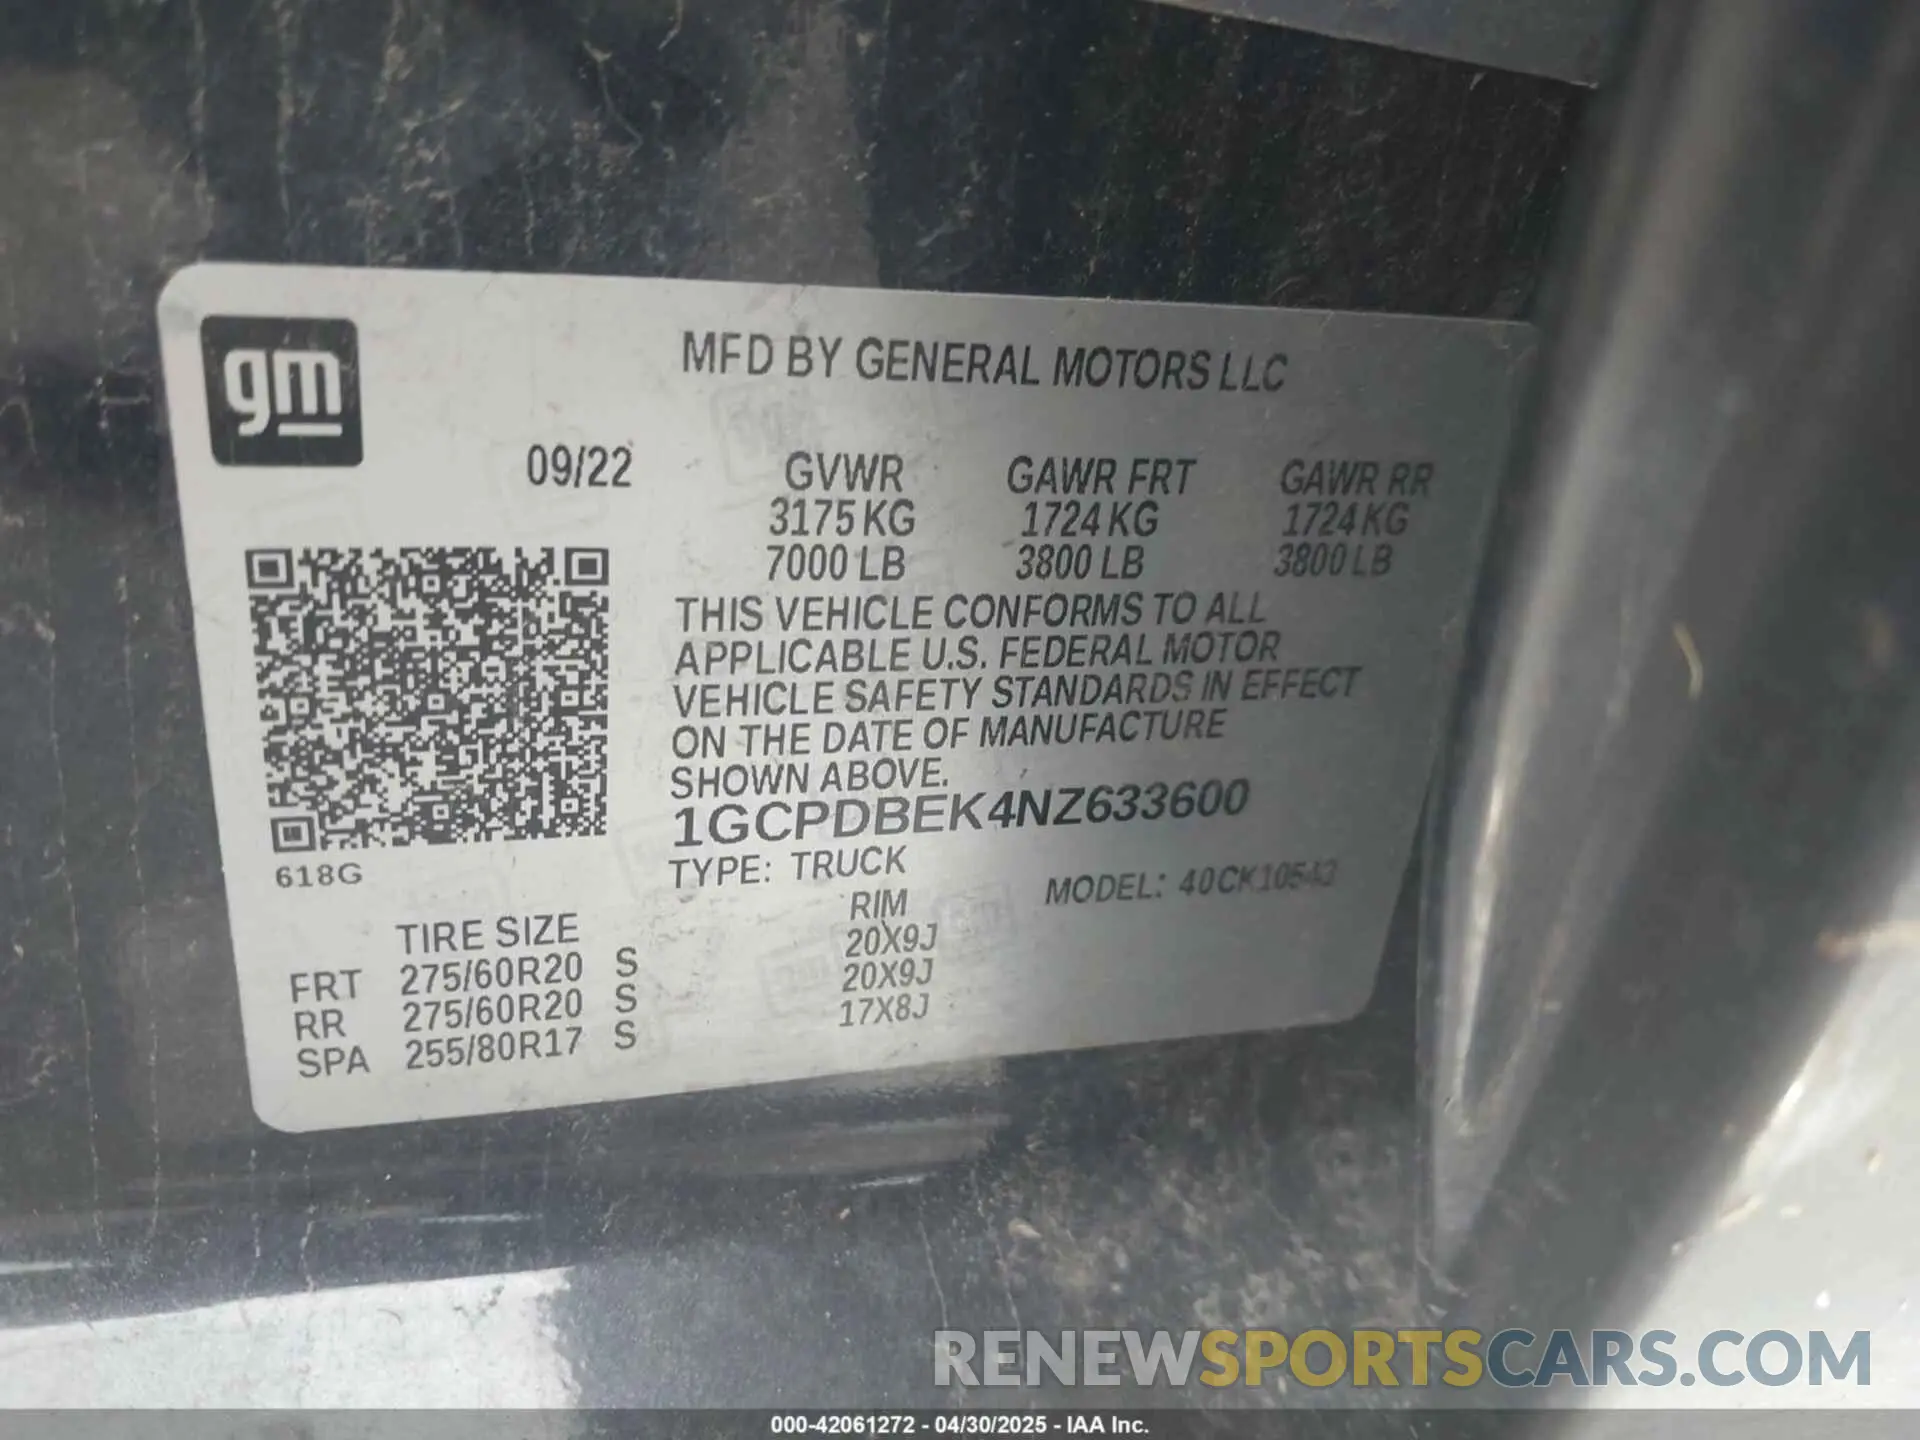 gm
MFD BY GENERAL MOTORS LLC
09/22
GVWR GAWR FRT GAWR RR
3175 KG 1724 KG 1724 KG
7000 LB 3800 LB 3800 LB
THIS VEHICLE CONFORMS TO ALL
APPLICABLE U.S. FEDERAL MOTOR
VEHICLE SAFETY STANDARDS IN EFFECT
ON THE DATE OF MANUFACTURE
SHOWN ABOVE.
1GCPDBEK4NZ633600
618G
TYPE: TRUCK MODEL: 40CK10543
TIRE SIZE RIM
FRT 275/60R20 S 20X9J
RR 275/60R20 S 20X9J
SPA 255/80R17 S 17X8J
RENEWSPORTSCARS.COM
000-42061272 - 04/30/2025 - IAA Inc.